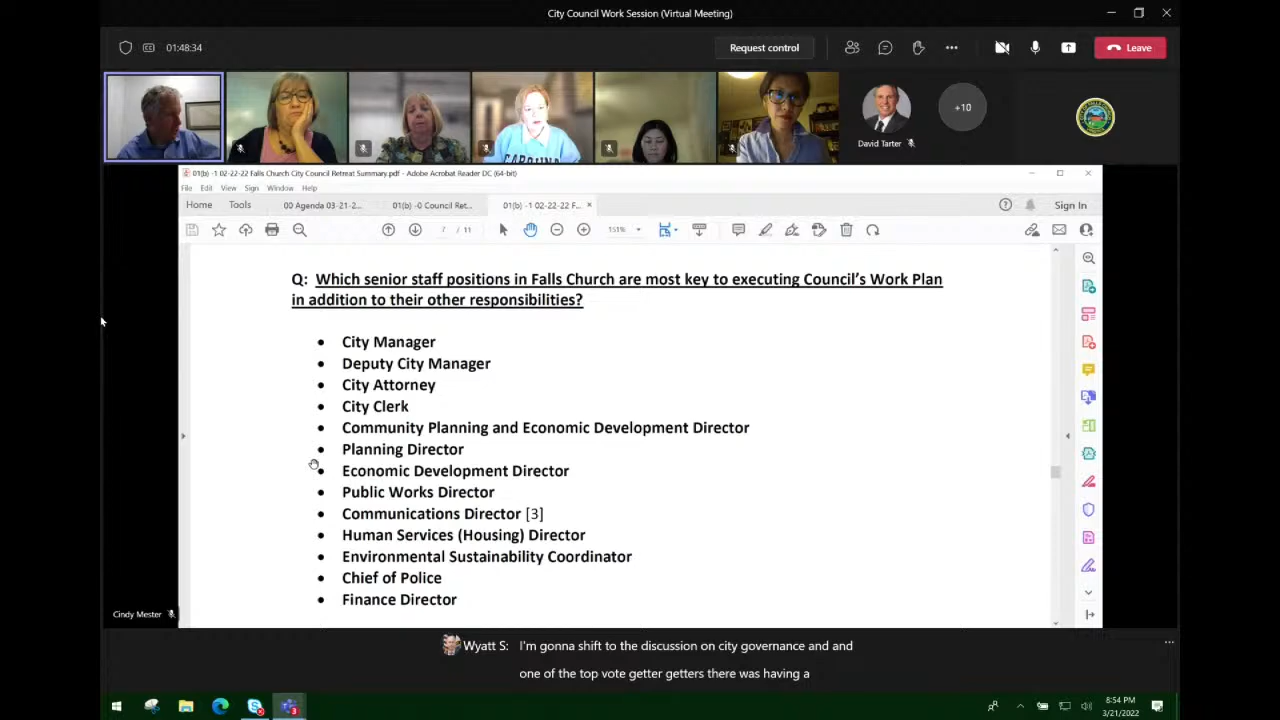 City Council Work Session (Virtual Meeting)
01:48:34
Request control
Leave
+10
David Tarter
01(b) -1 02-22-22 Falls Church City Council Retreat Summary.pdf - Adobe Acrobat Reader DC (64-bit)
File Edit View Sign Window Help
Home Tools 00 Agenda 03-21-2... 01(b) -0 Council Ret... 01(b) -1 02-22-22 F... Sign In
7 / 11 151%
Q: Which senior staff positions in Falls Church are most key to executing Council's Work Plan
in addition to their other responsibilities?
• City Manager
• Deputy City Manager
• City Attorney
• City Clerk
• Community Planning and Economic Development Director
• Planning Director
• Economic Development Director
• Public Works Director
• Communications Director [3]
• Human Services (Housing) Director
• Environmental Sustainability Coordinator
• Chief of Police
• Finance Director
Cindy Mester
Wyatt S: I'm gonna shift to the discussion on city governance and and
one of the top vote getter getters there was having a
8:54 PM
3/21/2022